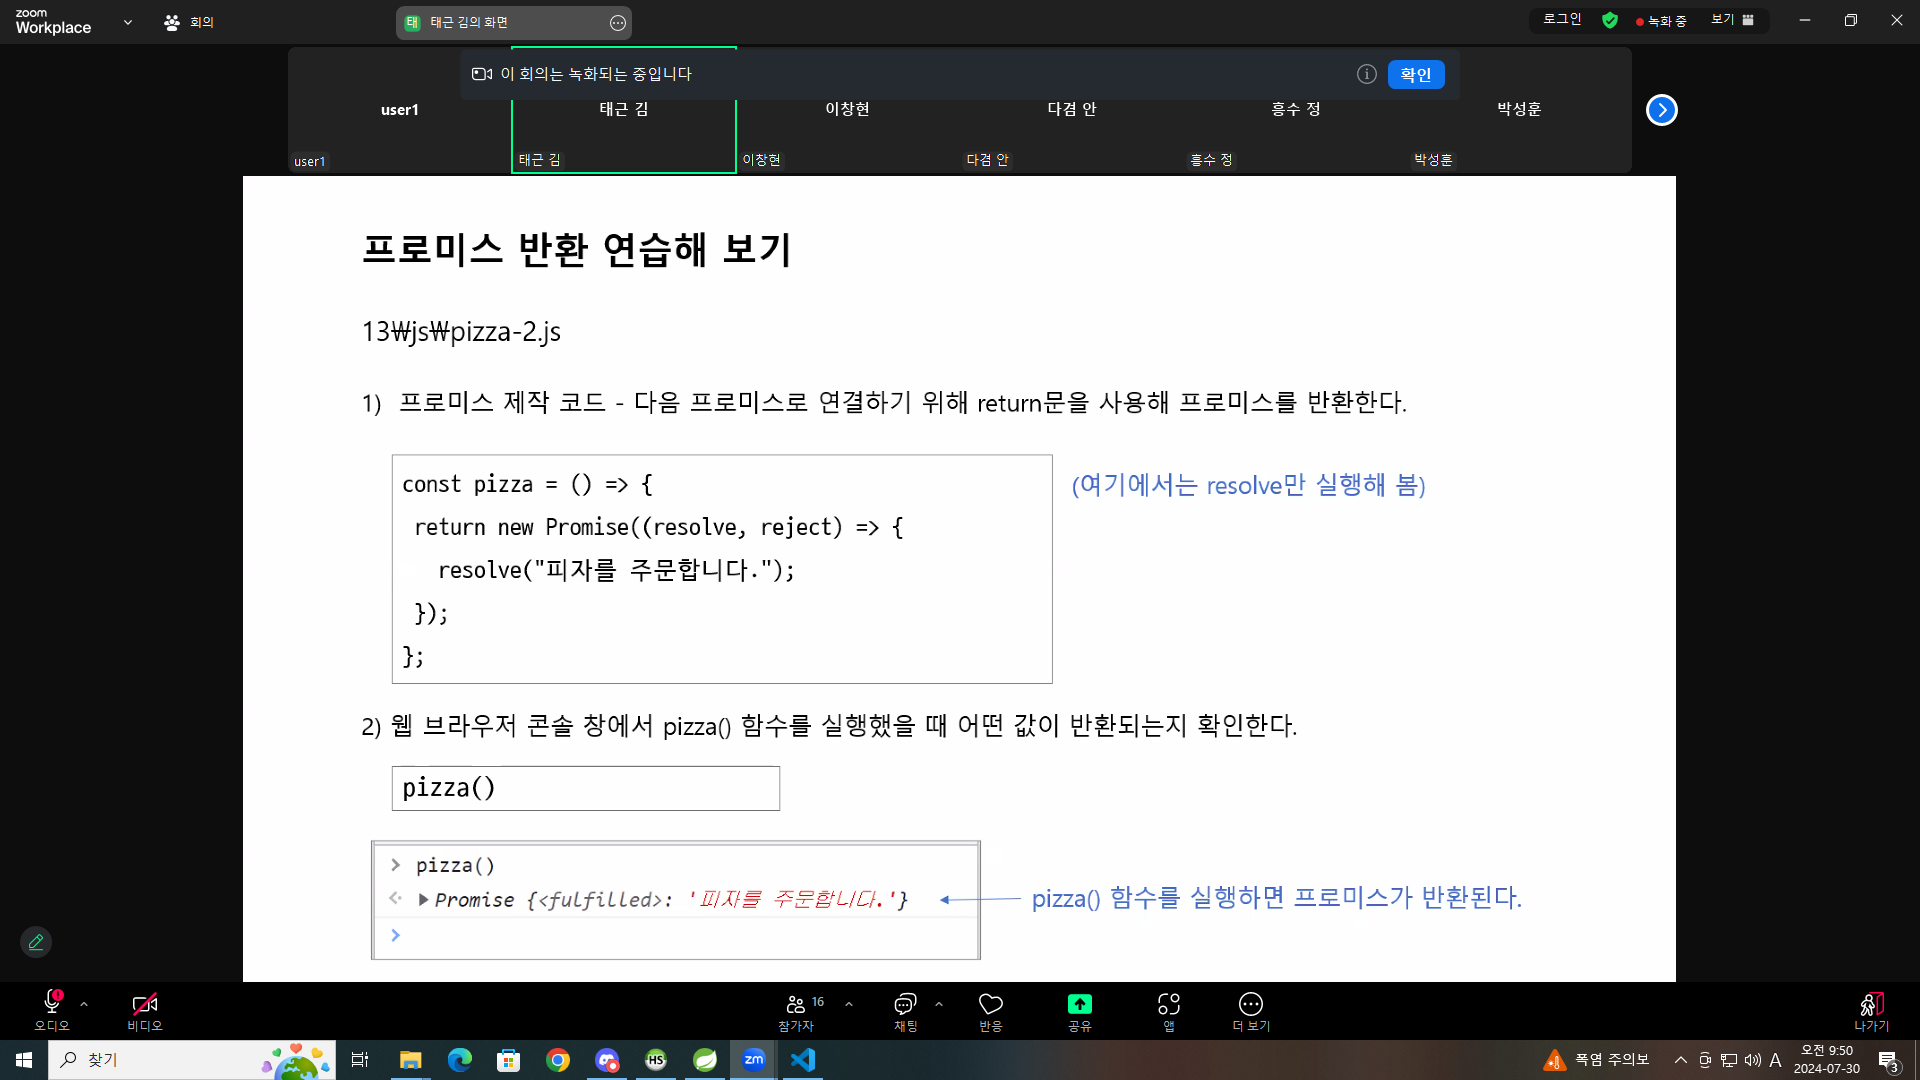 zoom
Workplace
회의
태 태근 김의 화면
로그인
녹화 중
보기
이 회의는 녹화되는 중입니다
확인
user1
태근 김
이창현
다겸 안
흥수 정
박성훈
user1
태근 김
이창현
다겸 안
흥수 정
박성훈
프로미스 반환 연습해 보기
13₩js₩pizza-2.js
1) 프로미스 제작 코드 - 다음 프로미스로 연결하기 위해 return문을 사용해 프로미스를 반환한다.
const pizza = () => {
return new Promise((resolve, reject) => {
resolve("피자를 주문합니다.");
});
};
(여기에서는 resolve만 실행해 봄)
2) 웹 브라우저 콘솔 창에서 pizza() 함수를 실행했을 때 어떤 값이 반환되는지 확인한다.
pizza()
> pizza()
Promise {<fulfilled>: '피자를 주문합니다.'}
pizza() 함수를 실행하면 프로미스가 반환된다.
오디오
비디오
16
참가자
채팅
반응
공유
앱
더 보기
나가기
찾기
HS
zm
폭염 주의보
A
오전 9:50
2024-07-30
3